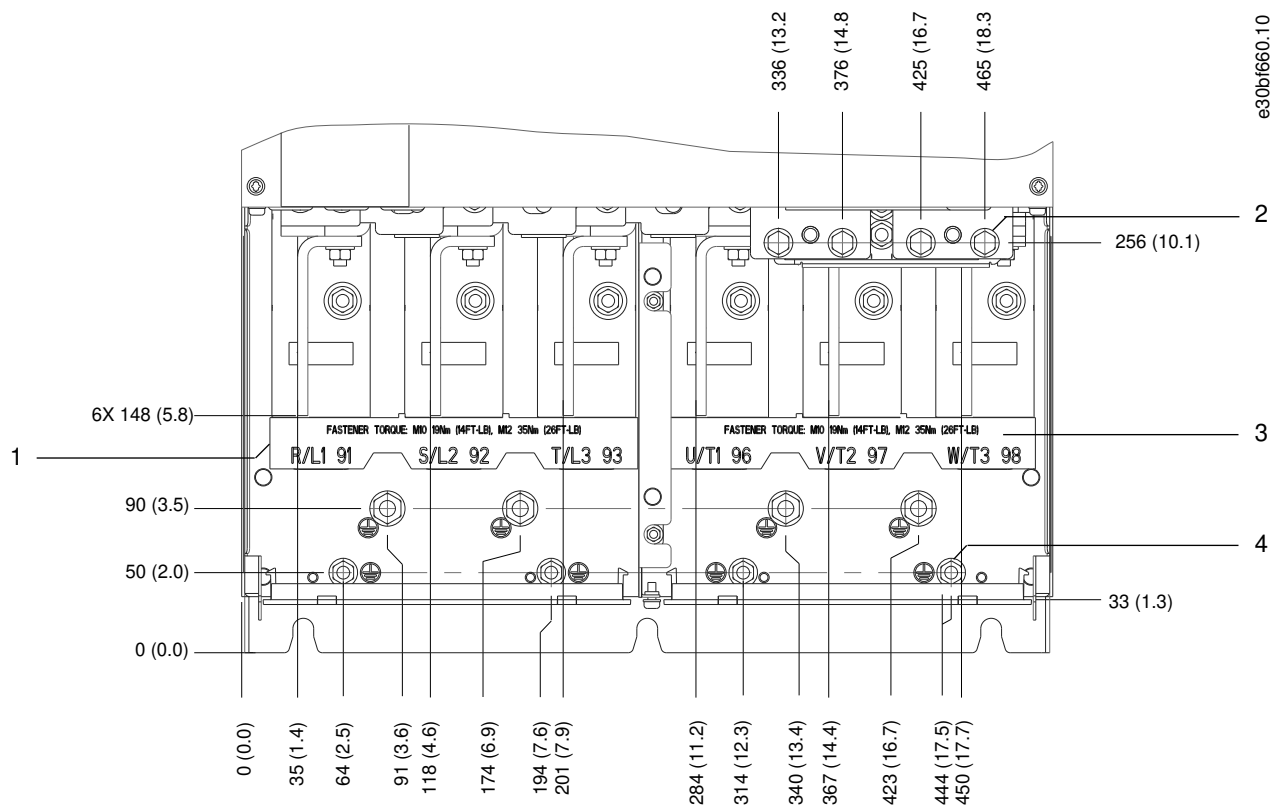 336 (13.2
376 (14.8
425 (16.7
465 (18.3
e30bf660.10
2
256 (10.1)
6X 148 (5.8)
FASTENER TORQUE: M10 19Nm (14FT-LB), M12 35Nm (26FT-LB)
FASTENER TORQUE: M10 19Nm (14FT-LB), M12 35Nm (26FT-LB)
1
R/L1 91
S/L2 92
T/L3 93
U/T1 96
V/T2 97
W/T3 98
3
90 (3.5)
4
50 (2.0)
33 (1.3)
0 (0.0)
0 (0.0)
35 (1.4)
64 (2.5)
91 (3.6)
118 (4.6)
174 (6.9)
194 (7.6)
201 (7.9)
284 (11.2)
314 (12.3)
340 (13.4)
367 (14.4)
423 (16.7)
444 (17.5)
450 (17.7)